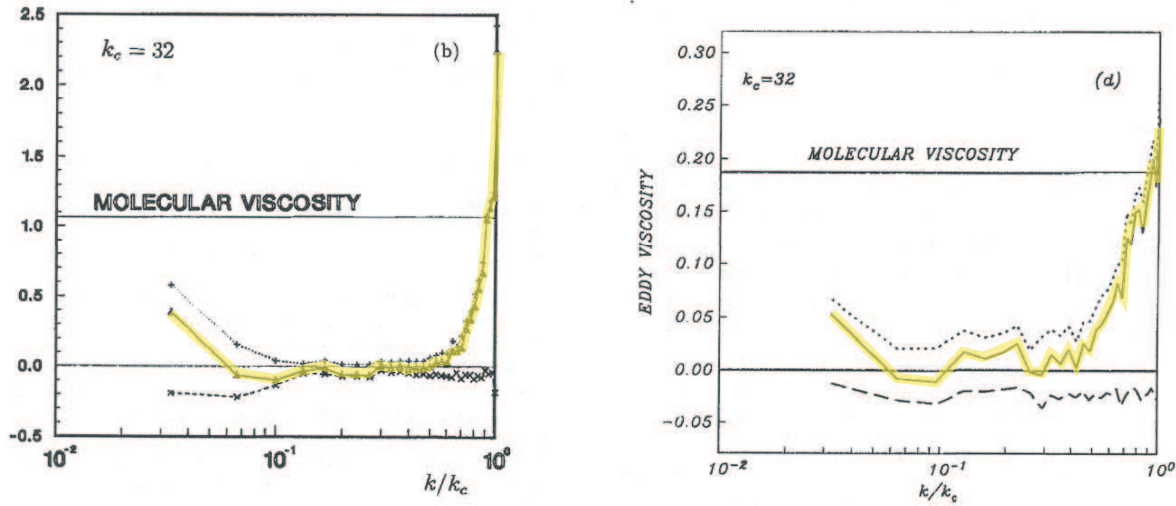 2.5
2.0
1.5
1.0
0.5
0.0
-0.5
k_c = 32
(b)
MOLECULAR VISCOSITY
10^-2
10^-1
10^0
k/k_c
EDDY VISCOSITY
0.30
0.25
0.20
0.15
0.10
0.05
0.00
-0.05
k_c=32
(d)
MOLECULAR VISCOSITY
10^-2
10^-1
10^0
k/k_c